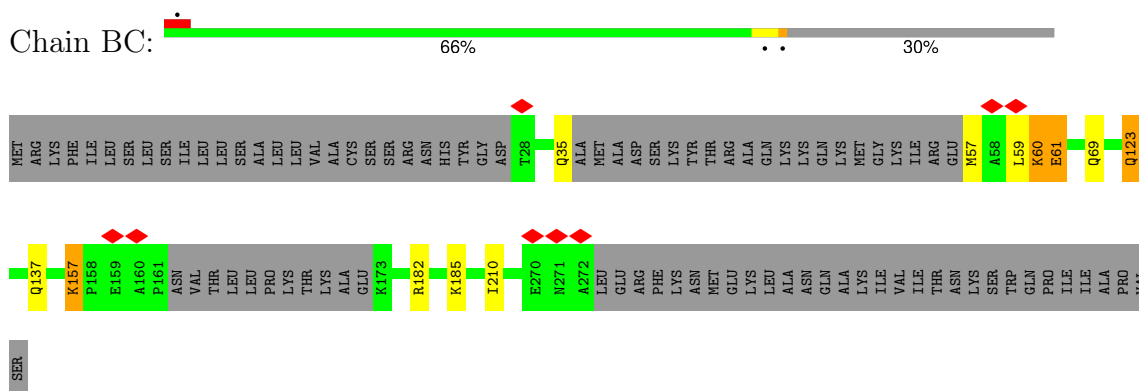 Chain BC:
66% • • 30%
MET ARG LYS PHE ILE LEU SER LEU SER ILE LEU LEU SER ALA LEU LEU VAL ALA CYS SER SER ARG ASN HIS TYR GLY ASP T28 Q35 ALA MET ALA ASP SER LYS TYR THR ARG ALA GLN LYS LYS GLN LYS MET GLY LYS ILE ARG GLU M57 A58 L59 K60 E61 Q69 Q123
Q137 K157 P158 E159 A160 P161 ASN VAL THR LEU LEU PRO LYS THR LYS ALA GLU K173 R182 K185 I210 E270 N271 A272 LEU GLU ARG PHE LYS ASN MET GLU LYS LEU ALA ASN GLN ALA LYS ILE VAL ILE THR ASN LYS SER TRP GLN PRO ILE ILE ALA PRO VAL
SER